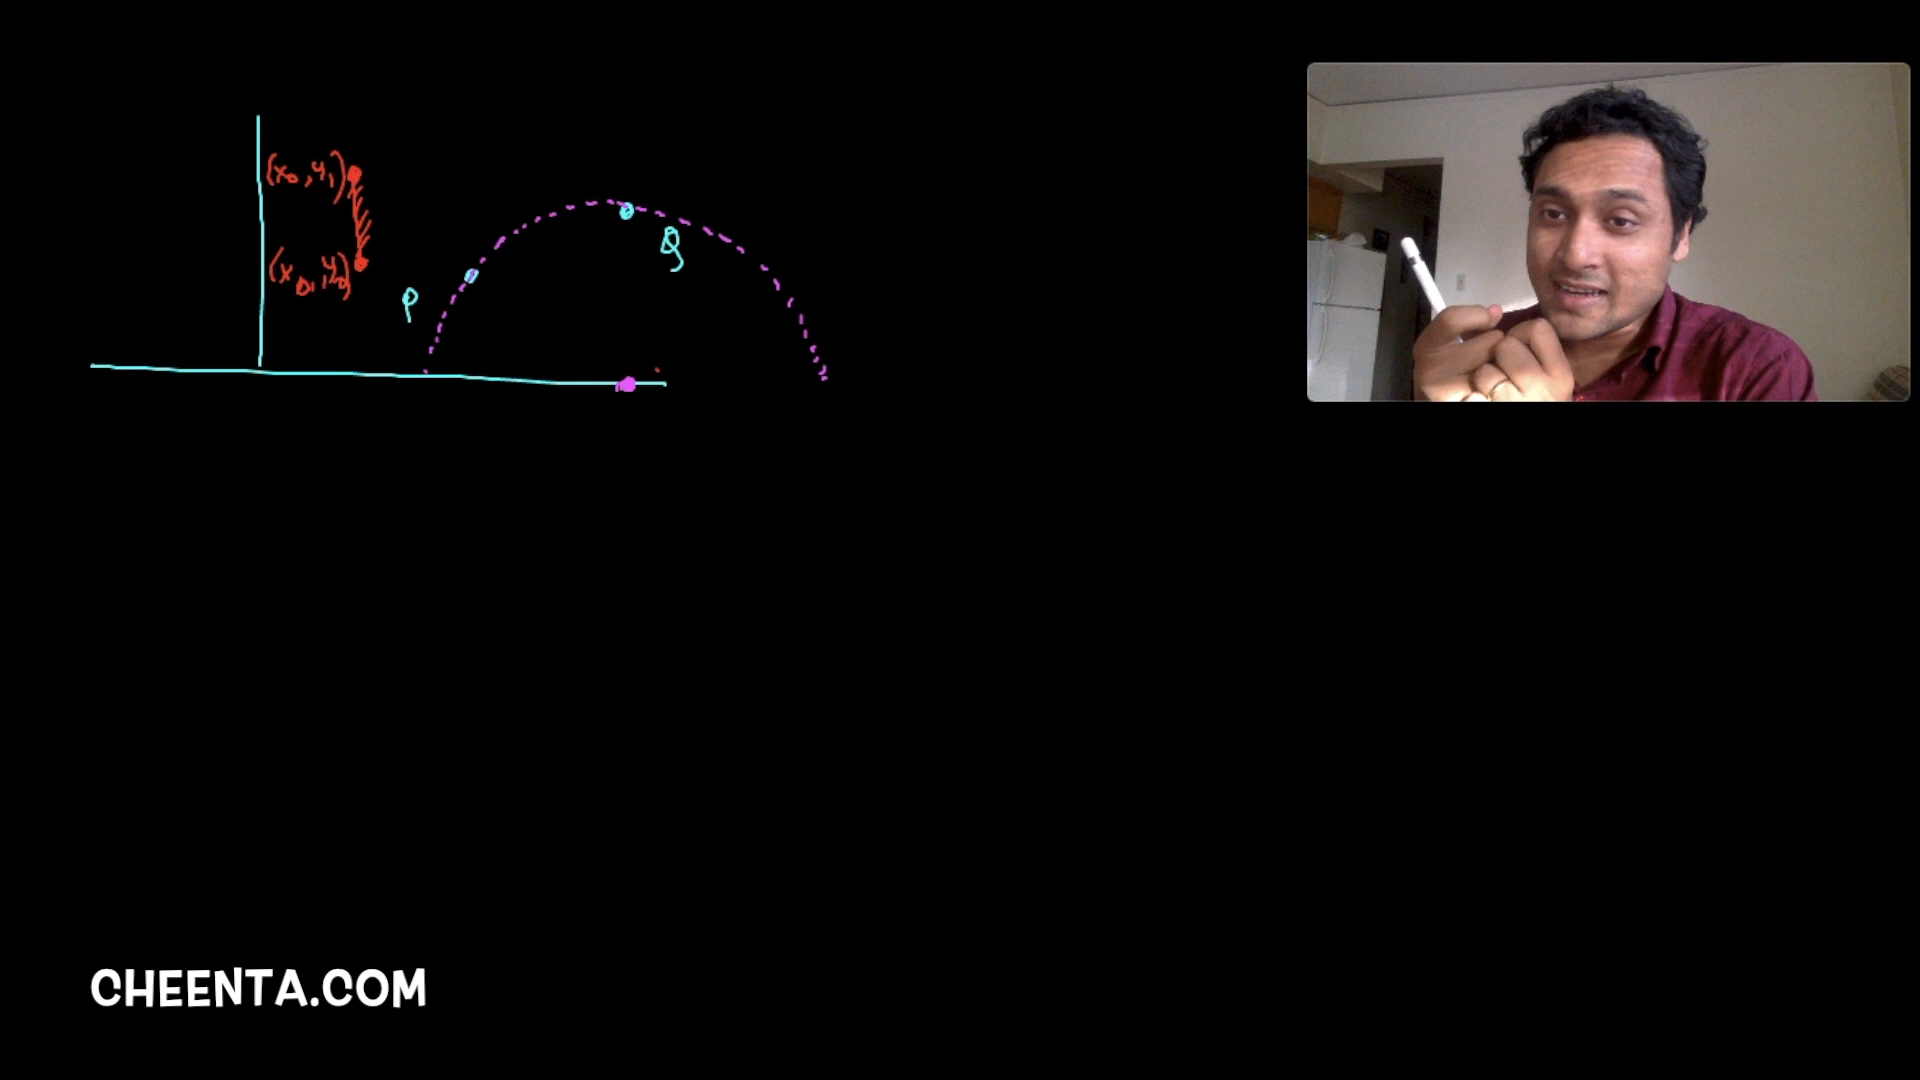 (x₀, y₁)
(x₀, y₀)
P
Q
CHEENTA.COM